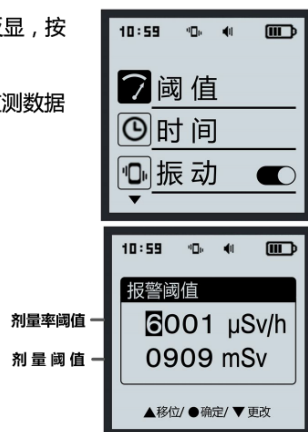 显，按
测数据
10:59
阈值
时间
振动
10:59
报警阈值
剂量率阈值
6001 μSv/h
剂量阈值
0909 mSv
▲移位/ ●确定/ ▼更改